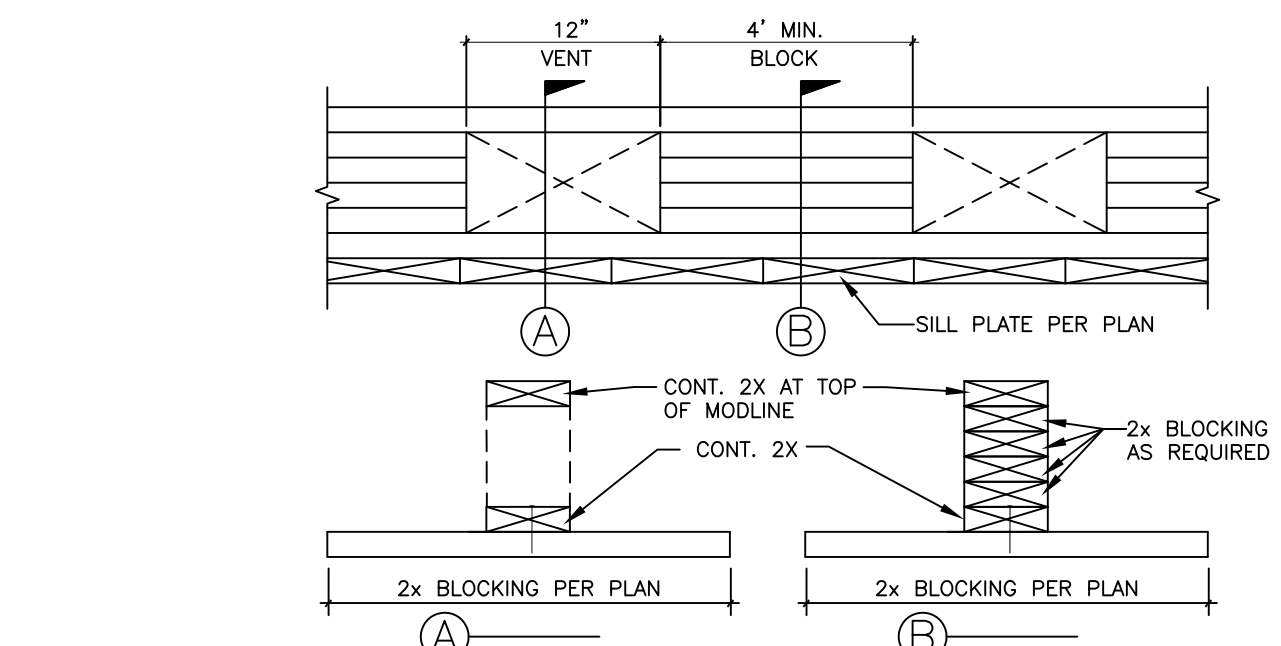 12" 4' MIN.
VENT BLOCK
A B
SILL PLATE PER PLAN
CONT. 2X AT TOP
OF MODLINE
CONT. 2X
2x BLOCKING
AS REQUIRED
2x BLOCKING PER PLAN 2x BLOCKING PER PLAN
A B